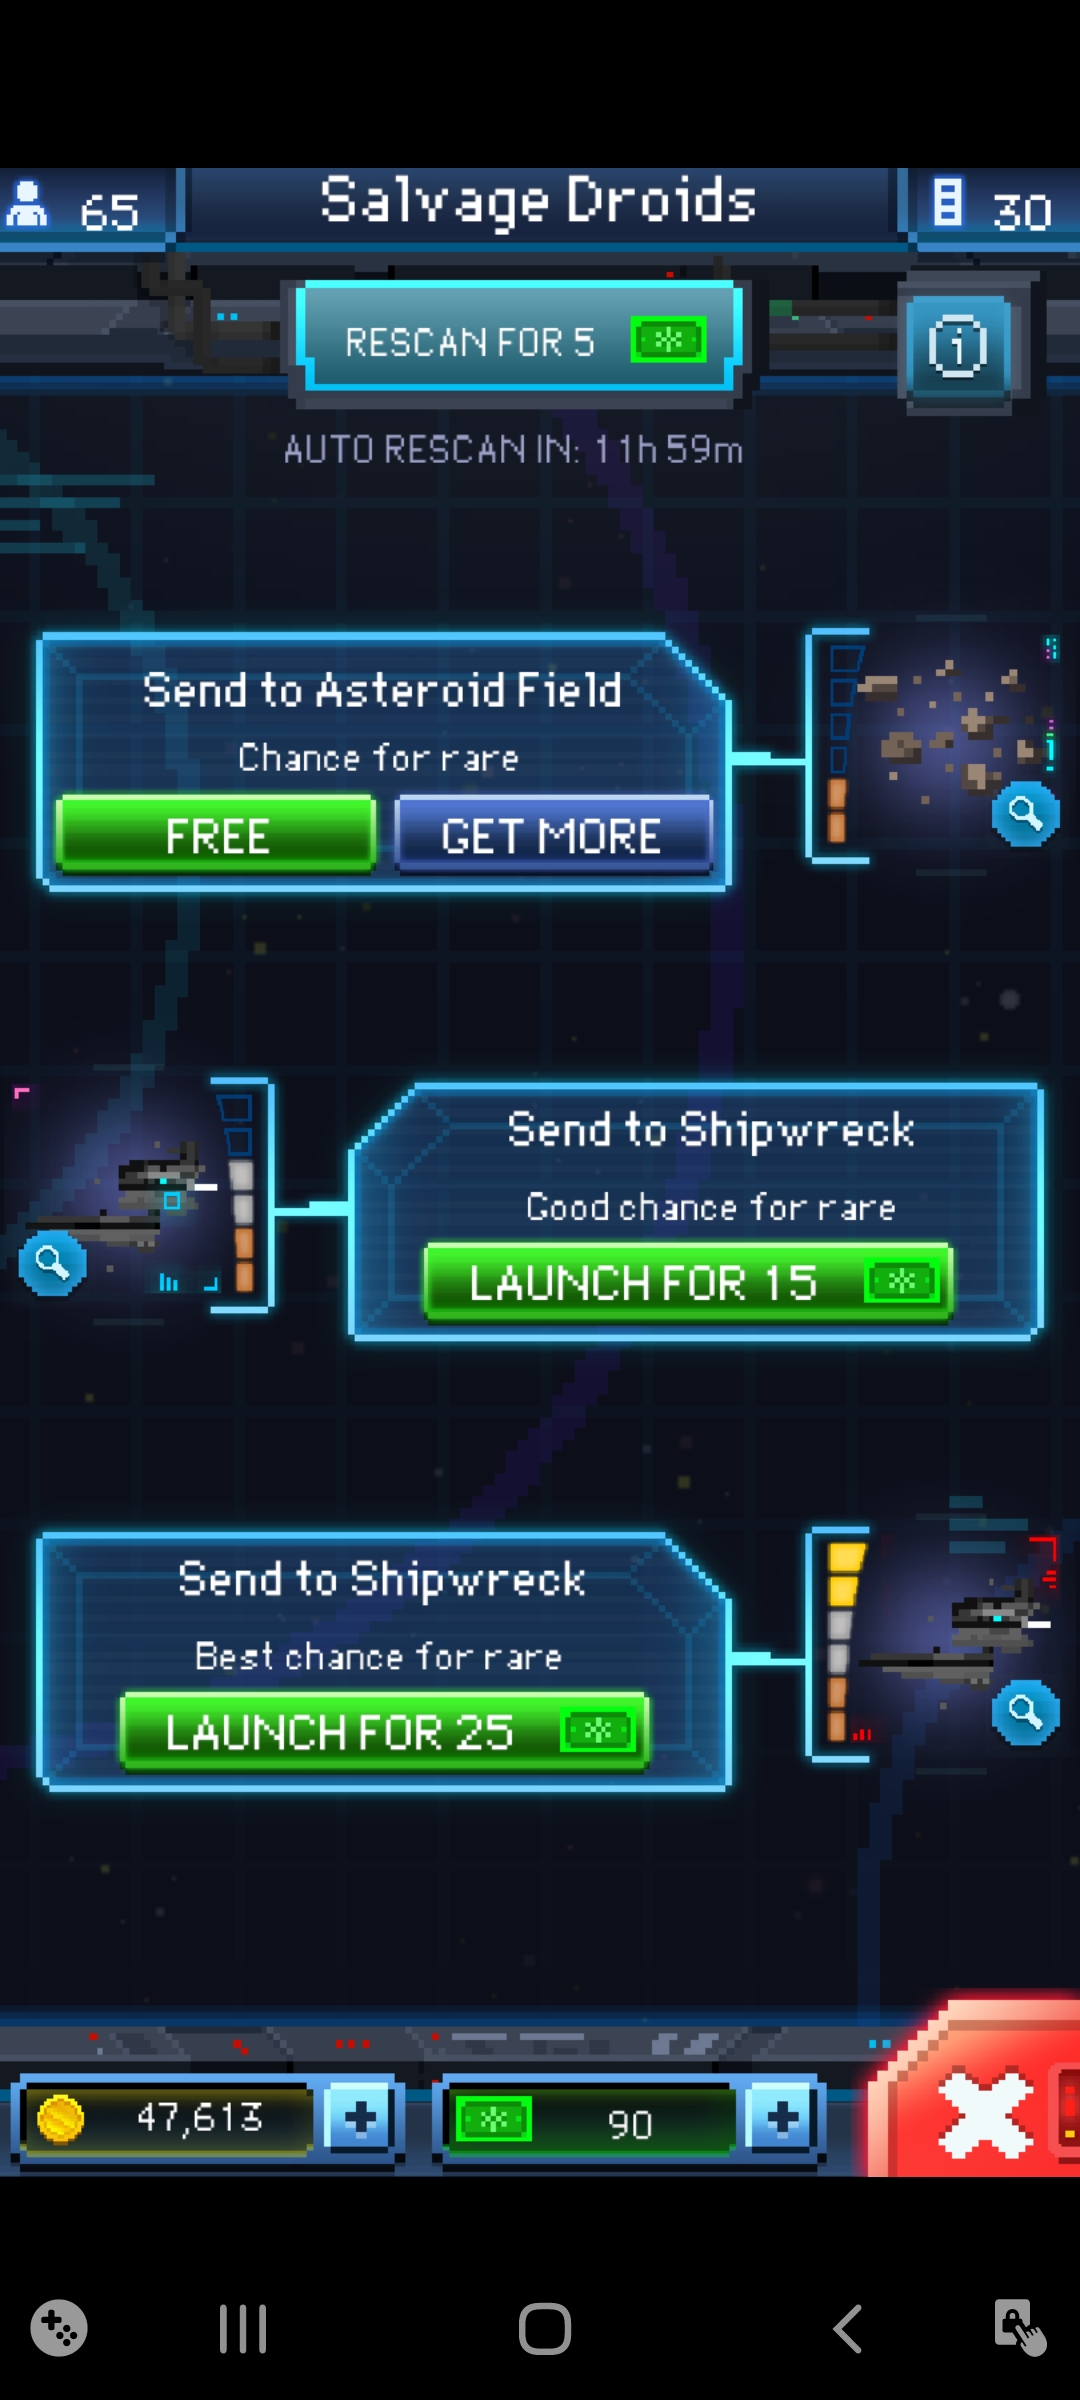 65
Salvage Droids
30
RESCAN FOR 5
AUTO RESCAN IN: 11h 59m
Send to Asteroid Field
Chance for rare
FREE
GET MORE
Send to Shipwreck
Good chance for rare
LAUNCH FOR 15
Send to Shipwreck
Best chance for rare
LAUNCH FOR 25
47,613
90